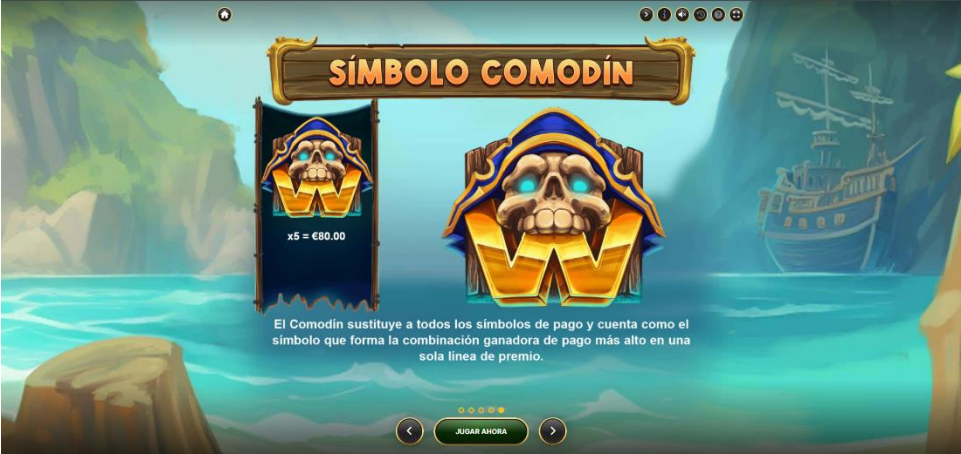 SÍMBOLO COMODÍN
W
x5 = €80.00
W
El Comodín sustituye a todos los símbolos de pago y cuenta como el
símbolo que forma la combinación ganadora de pago más alto en una
sola línea de premio.
JUGAR AHORA